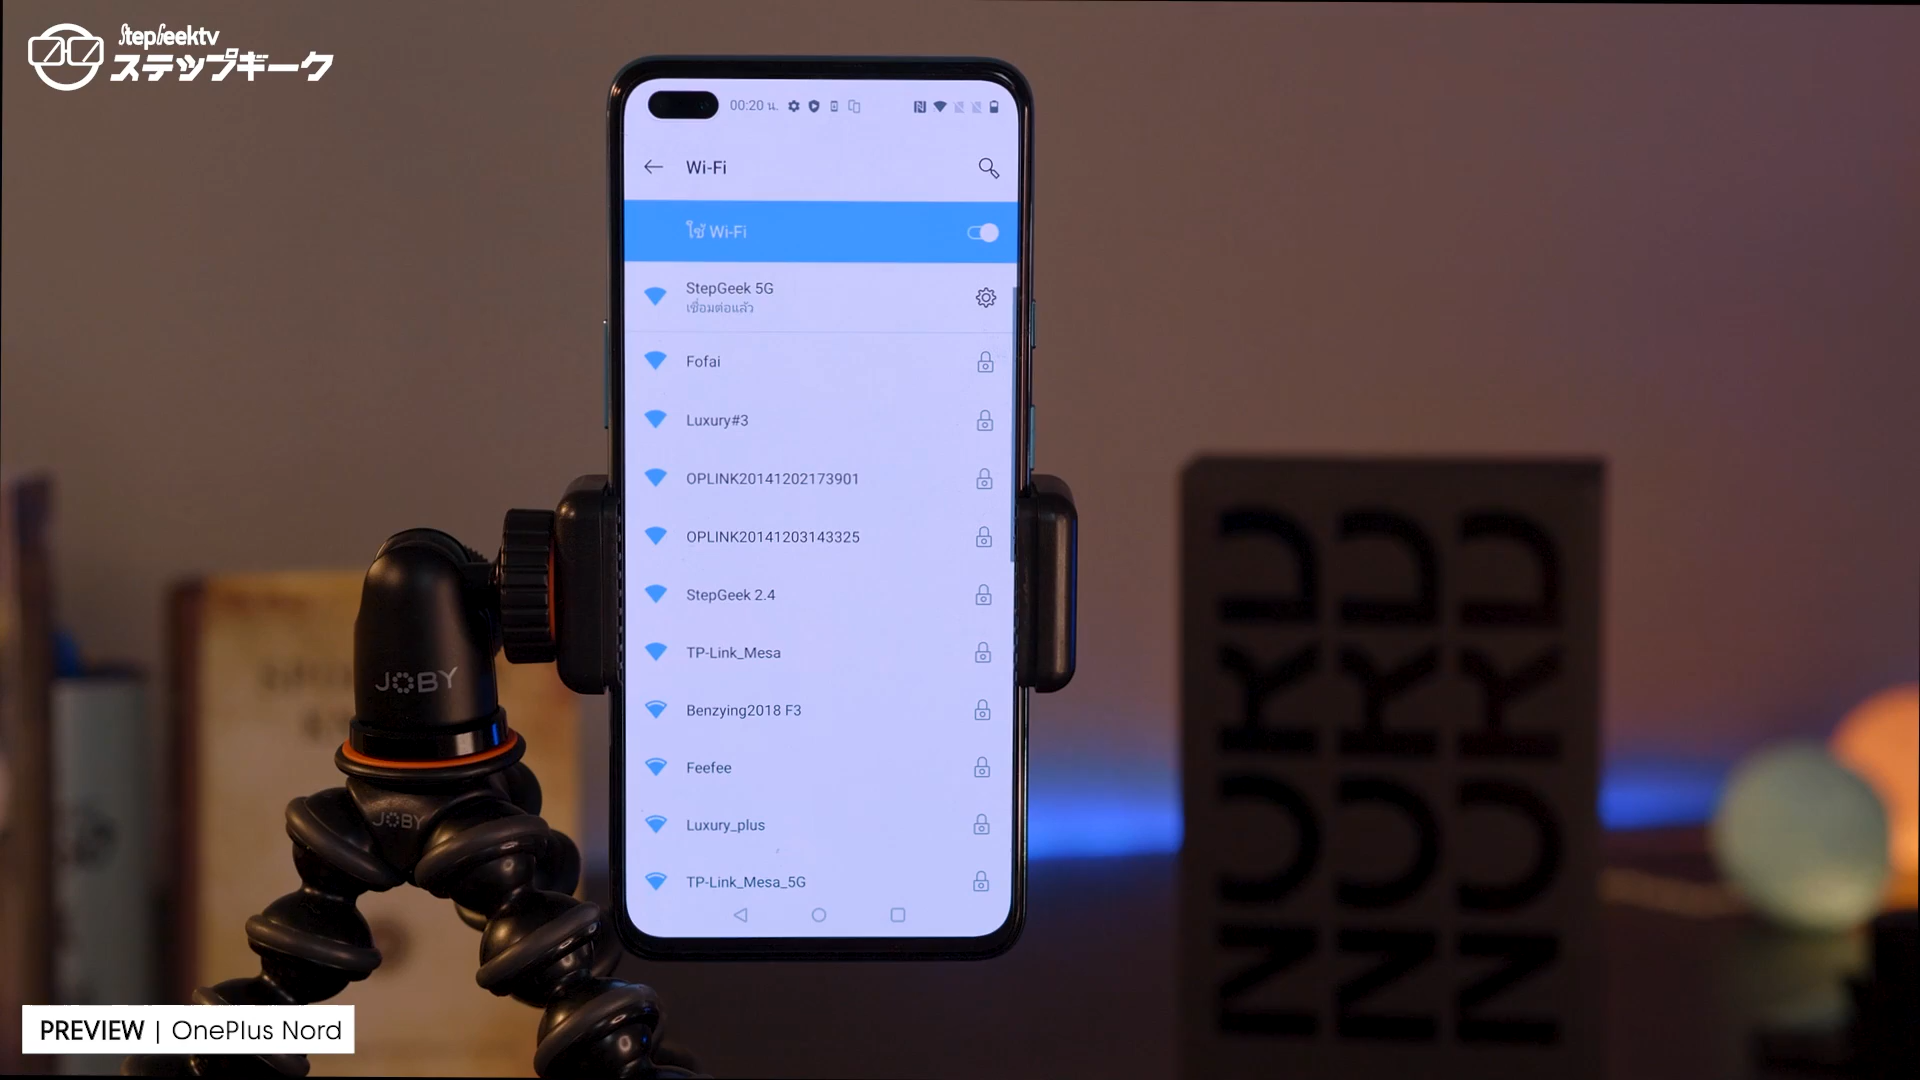 StepGeektv
ステップギーク
00:20 น.
Wi-Fi
ใช้ Wi-Fi
StepGeek 5G
เชื่อมต่อแล้ว
Fofai
Luxury#3
OPLINK20141202173901
OPLINK20141203143325
StepGeek 2.4
TP-Link_Mesa
Benzying2018 F3
Feefee
Luxury_plus
TP-Link_Mesa_5G
JOBY
JOBY
NORD
NORD
NORD
PREVIEW | OnePlus Nord